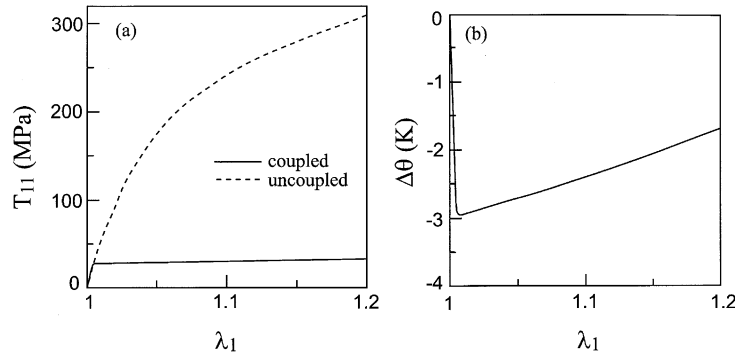 (a)
300
200
100
0
T11 (MPa)
coupled
uncoupled
1
1.1
1.2
λ1
(b)
0
-1
-2
-3
-4
Δθ (K)
1
1.1
1.2
λ1